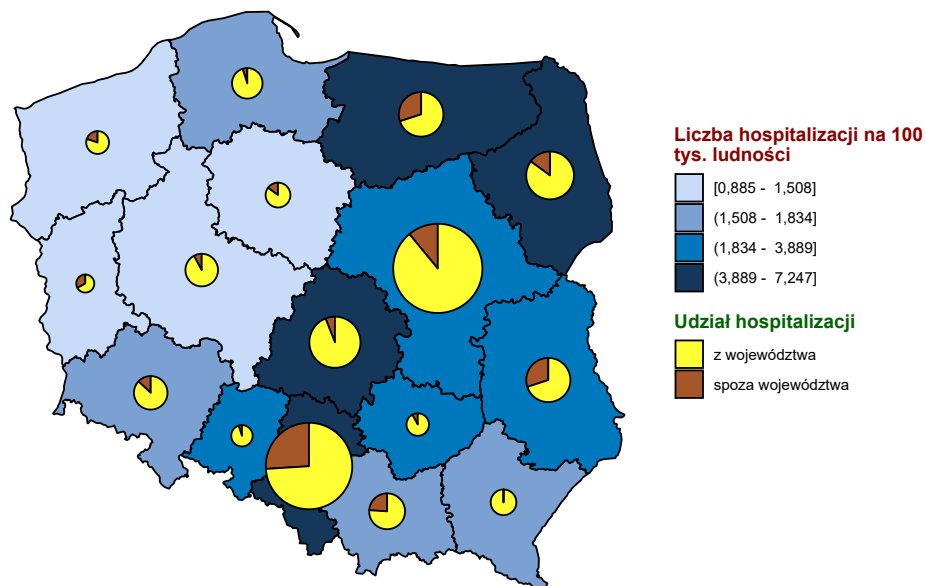 Liczba hospitalizacji na 100
tys. ludności
[0,885 - 1,508]
(1,508 - 1,834]
(1,834 - 3,889]
(3,889 - 7,247]
Udział hospitalizacji
z województwa
spoza województwa